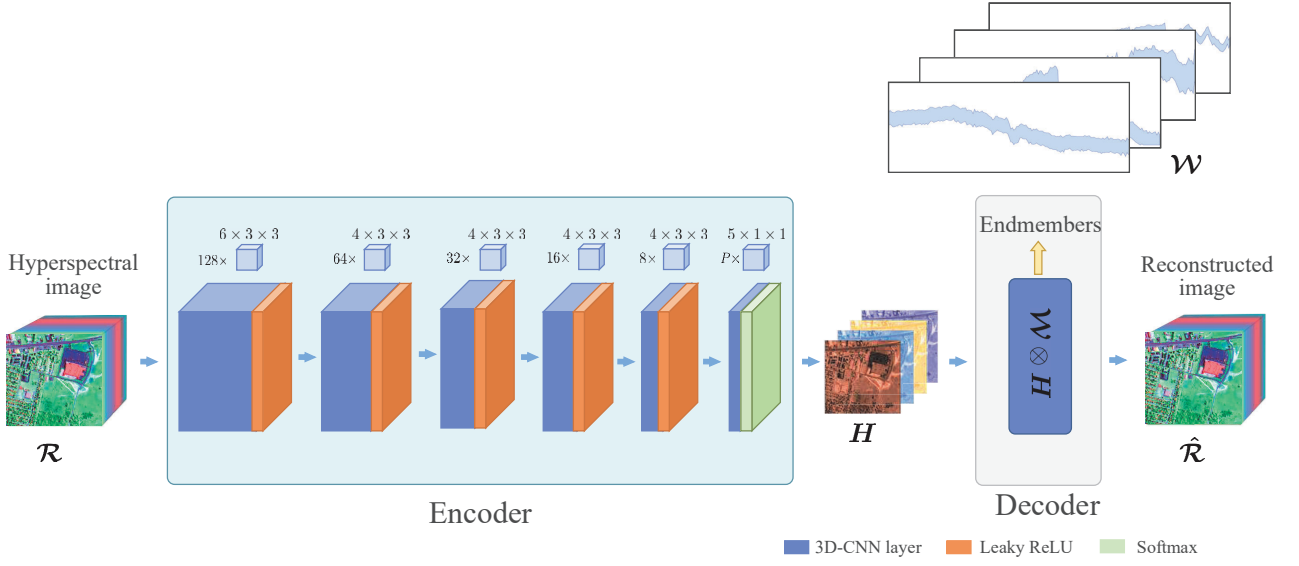 𝒲
6 × 3 × 3
4 × 3 × 3
4 × 3 × 3
4 × 3 × 3
4 × 3 × 3
5 × 1 × 1
128×
64×
32×
16×
8×
P×
Hyperspectral
image
ℛ
Encoder
H
Endmembers
𝒲 ⊗ H
Decoder
Reconstructed
image
ℛ̂
3D-CNN layer
Leaky ReLU
Softmax